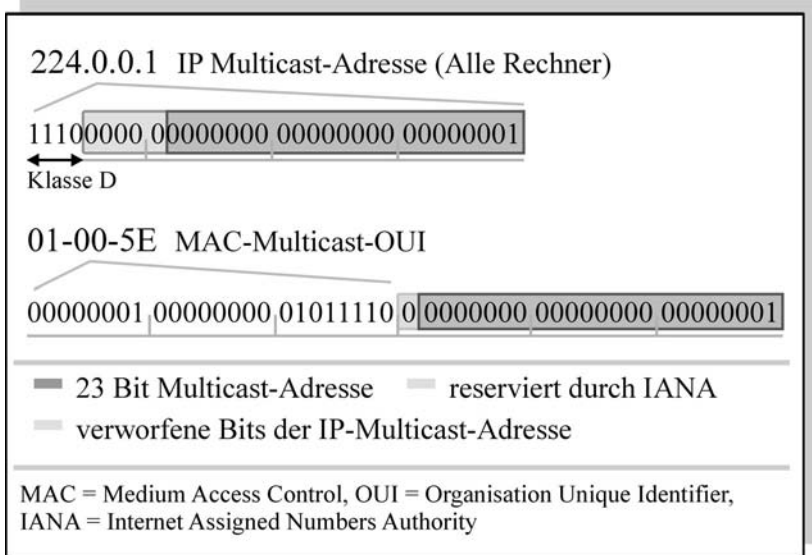 224.0.0.1 IP Multicast-Adresse (Alle Rechner)
11100000 00000000 00000000 00000001
Klasse D
01-00-5E MAC-Multicast-OUI
00000001 00000000 01011110 0 0000000 00000000 00000001
23 Bit Multicast-Adresse reserviert durch IANA
verworfene Bits der IP-Multicast-Adresse
MAC = Medium Access Control, OUI = Organisation Unique Identifier,
IANA = Internet Assigned Numbers Authority